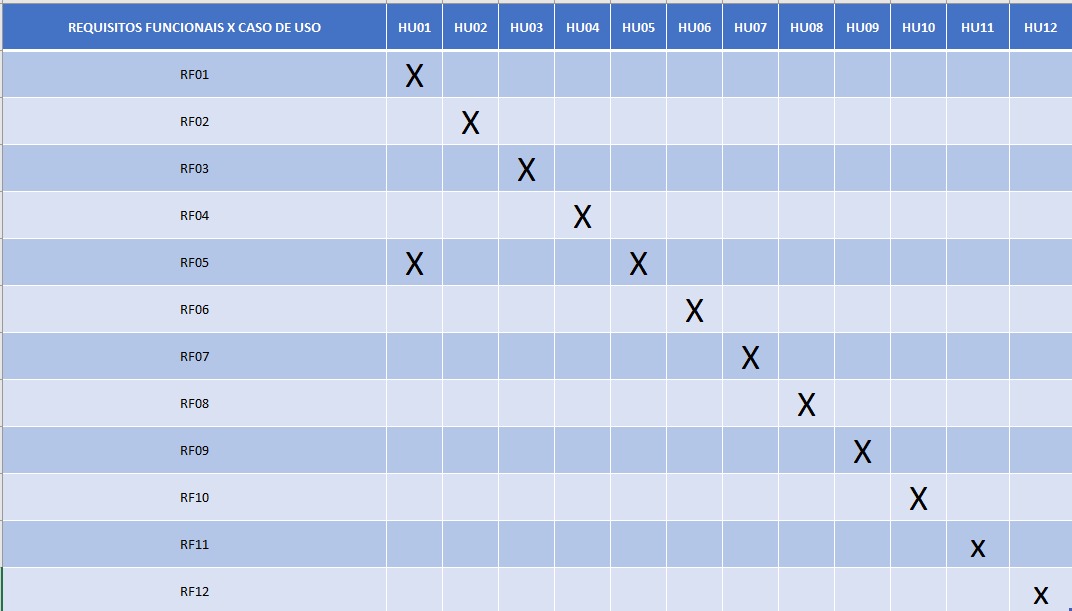 REQUISITOS FUNCIONAIS X CASO DE USO HU01 HU02 HU03 HU04 HU05 HU06 HU07 HU08 HU09 HU10 HU11 HU12
RF01 X
RF02 X
RF03 X
RF04 X
RF05 X X
RF06 X
RF07 X
RF08 X
RF09 X
RF10 X
RF11 x
RF12 x